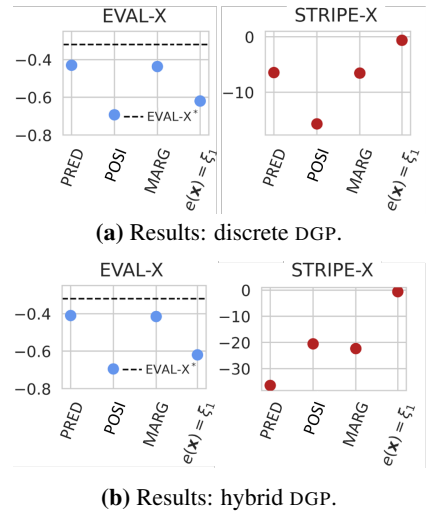 EVAL-X
STRIPE-X
−0.4
−0.6
−0.8
EVAL-X*
0
−10
PRED
POSI
MARG
e(x) = ξ1
PRED
POSI
MARG
e(x) = ξ1
(a) Results: discrete DGP.
EVAL-X
STRIPE-X
−0.4
−0.6
−0.8
EVAL-X*
0
−10
−20
−30
PRED
POSI
MARG
e(x) = ξ1
PRED
POSI
MARG
e(x) = ξ1
(b) Results: hybrid DGP.